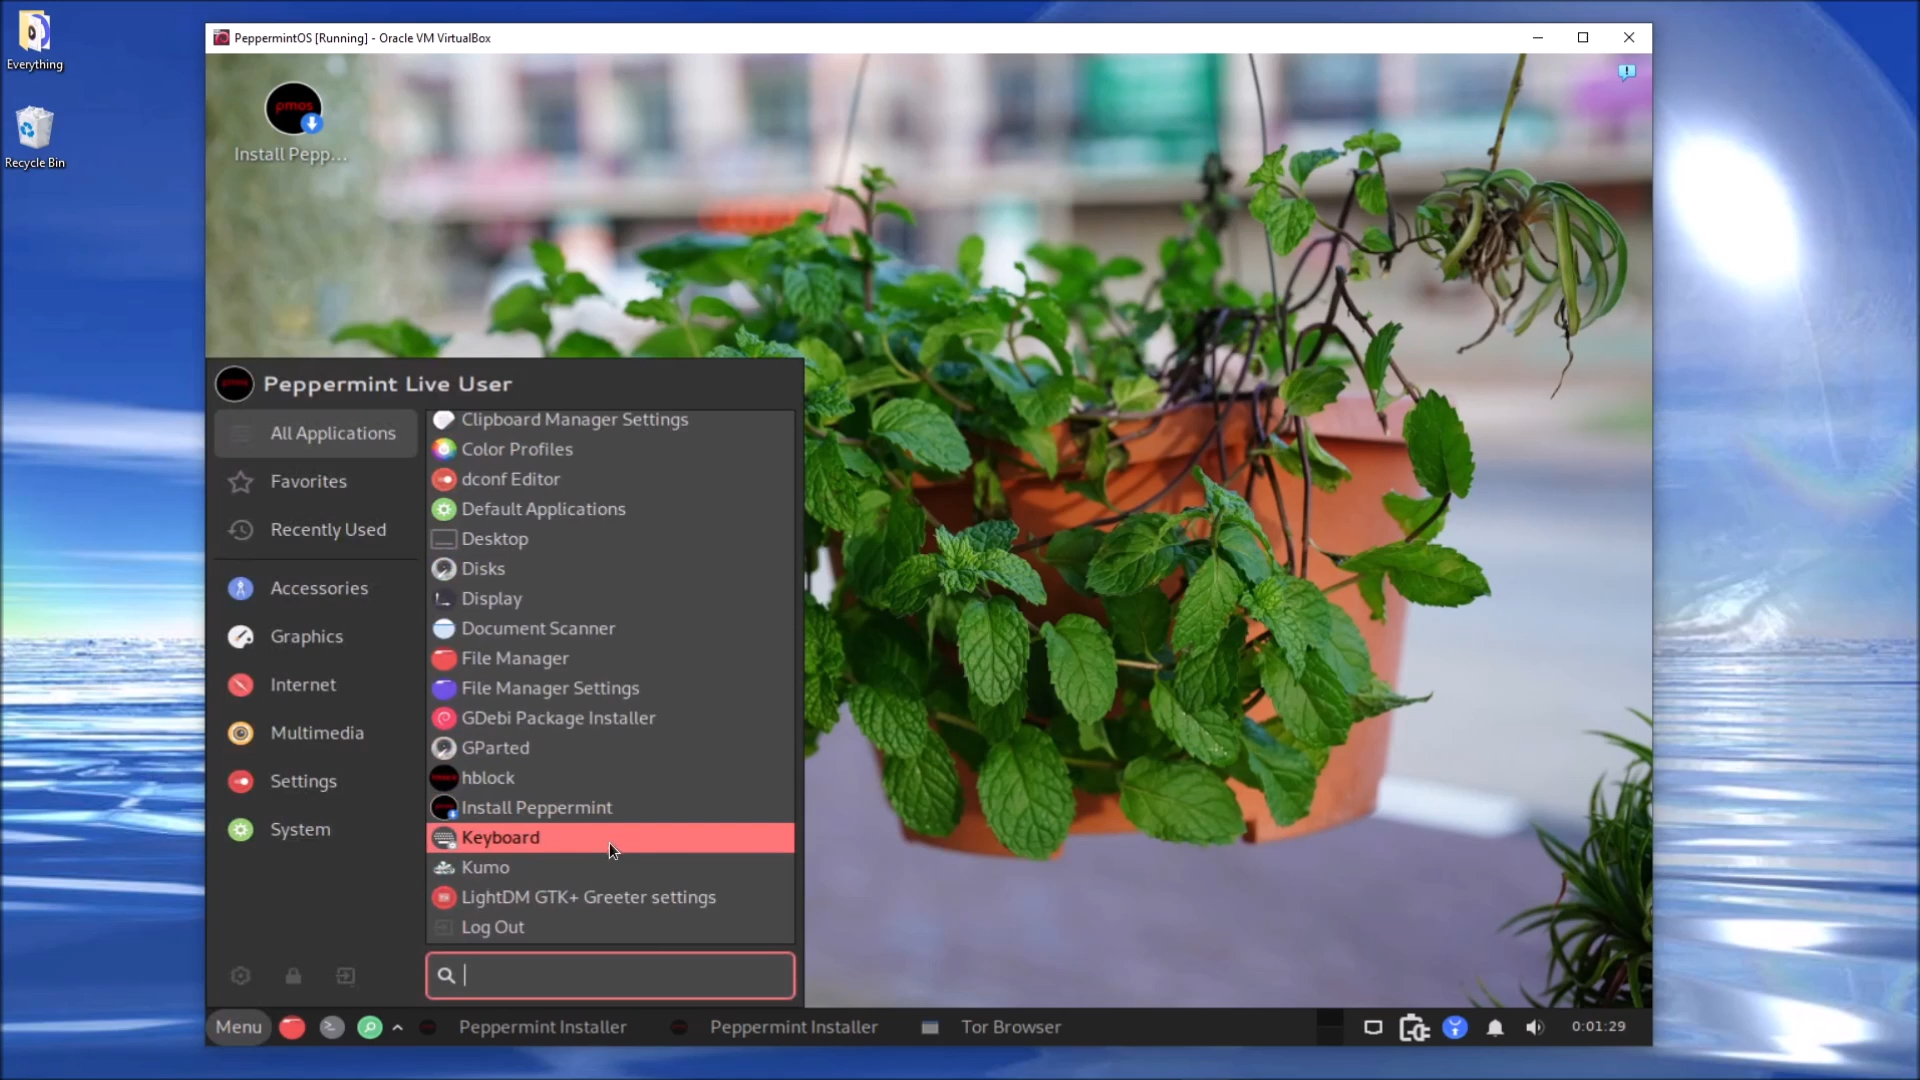 Everything
Recycle Bin
PeppermintOS [Running] - Oracle VM VirtualBox
pmos
Install Pepp...
Peppermint Live User
All Applications
Favorites
Recently Used
Accessories
Graphics
Internet
Multimedia
Settings
System
Clipboard Manager Settings
Color Profiles
dconf Editor
Default Applications
Desktop
Disks
Display
Document Scanner
File Manager
File Manager Settings
GDebi Package Installer
GParted
hblock
Install Peppermint
Keyboard
Kumo
LightDM GTK+ Greeter settings
Log Out
Menu
Peppermint Installer
Peppermint Installer
Tor Browser
0:01:29